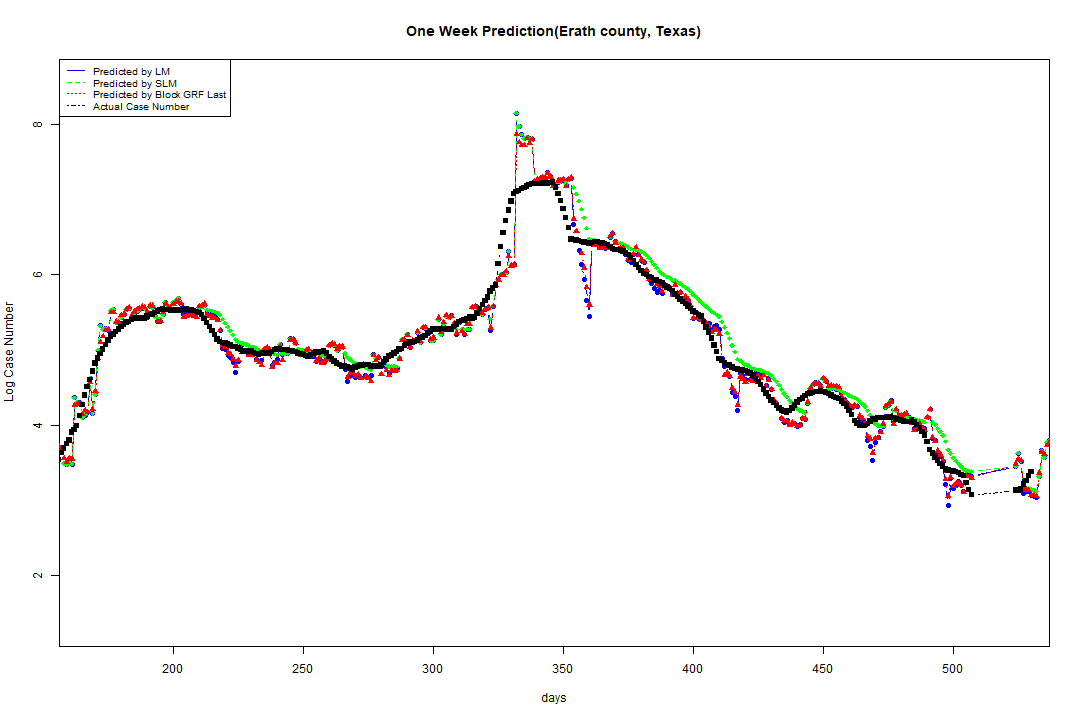 One Week Prediction(Erath county, Texas)
Predicted by LM
Predicted by SLM
Predicted by Block GRF Last
Actual Case Number
8
6
4
2
Log Case Number
200 250 300 350 400 450 500
days